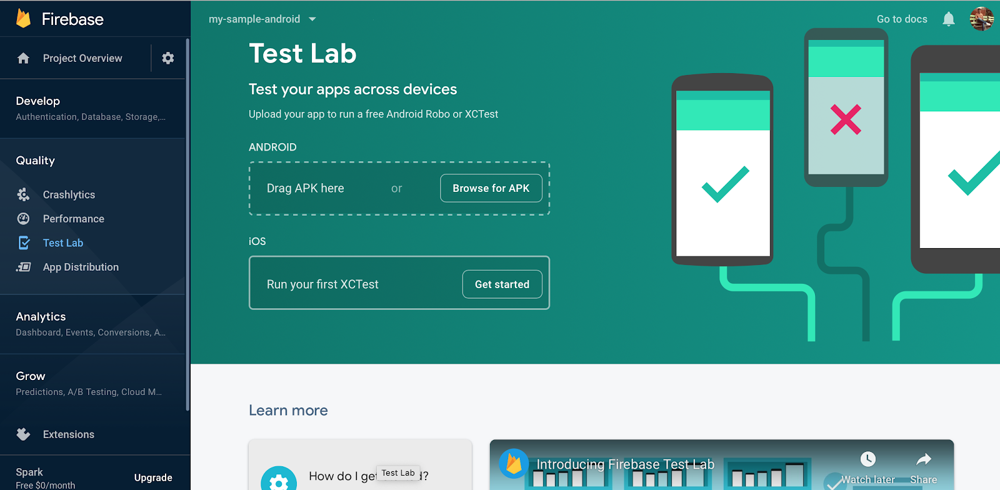 Firebase
my-sample-android
Go to docs
Project Overview
Develop
Authentication, Database, Storage,...
Quality
Crashlytics
Performance
Test Lab
App Distribution
Analytics
Dashboard, Events, Conversions, A...
Grow
Predictions, A/B Testing, Cloud M...
Extensions
Spark
Free $0/month
Upgrade
Test Lab
Test your apps across devices
Upload your app to run a free Android Robo or XCTest
ANDROID
Drag APK here or Browse for APK
iOS
Run your first XCTest Get started
Learn more
How do I get
d?
Test Lab
Introducing Firebase Test Lab
Watch later
Share